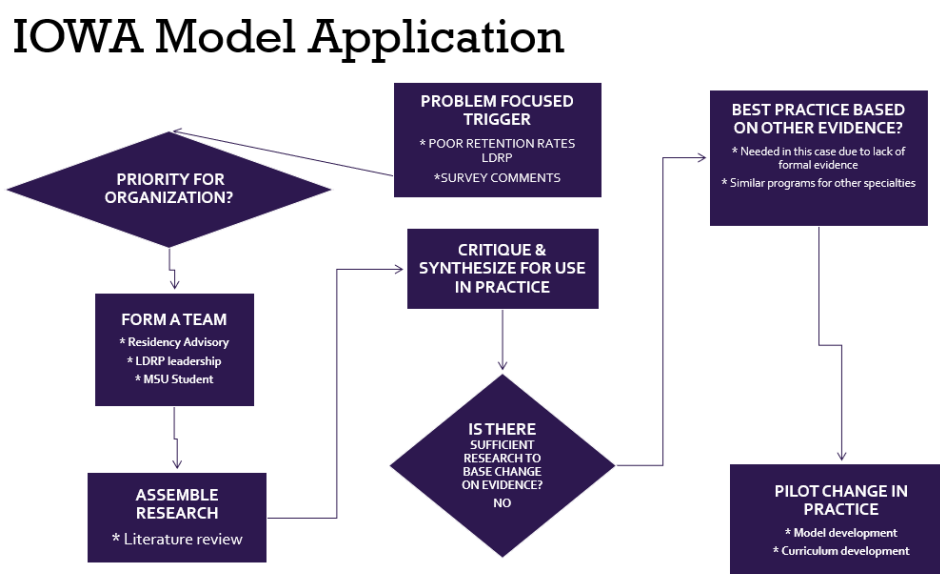 IOWA Model Application
PROBLEM FOCUSED
TRIGGER
* POOR RETENTION RATES
LDRP
*SURVEY COMMENTS
PRIORITY FOR
ORGANIZATION?
FORM A TEAM
* Residency Advisory
* LDRP leadership
* MSU Student
ASSEMBLE
RESEARCH
* Literature review
CRITIQUE &
SYNTHESIZE FOR USE
IN PRACTICE
IS THERE
SUFFICIENT
RESEARCH TO
BASE CHANGE
ON EVIDENCE?
NO
BEST PRACTICE BASED
ON OTHER EVIDENCE?
* Needed in this case due to lack of
formal evidence
* Similar programs for other specialties
PILOT CHANGE IN
PRACTICE
* Model development
* Curriculum development